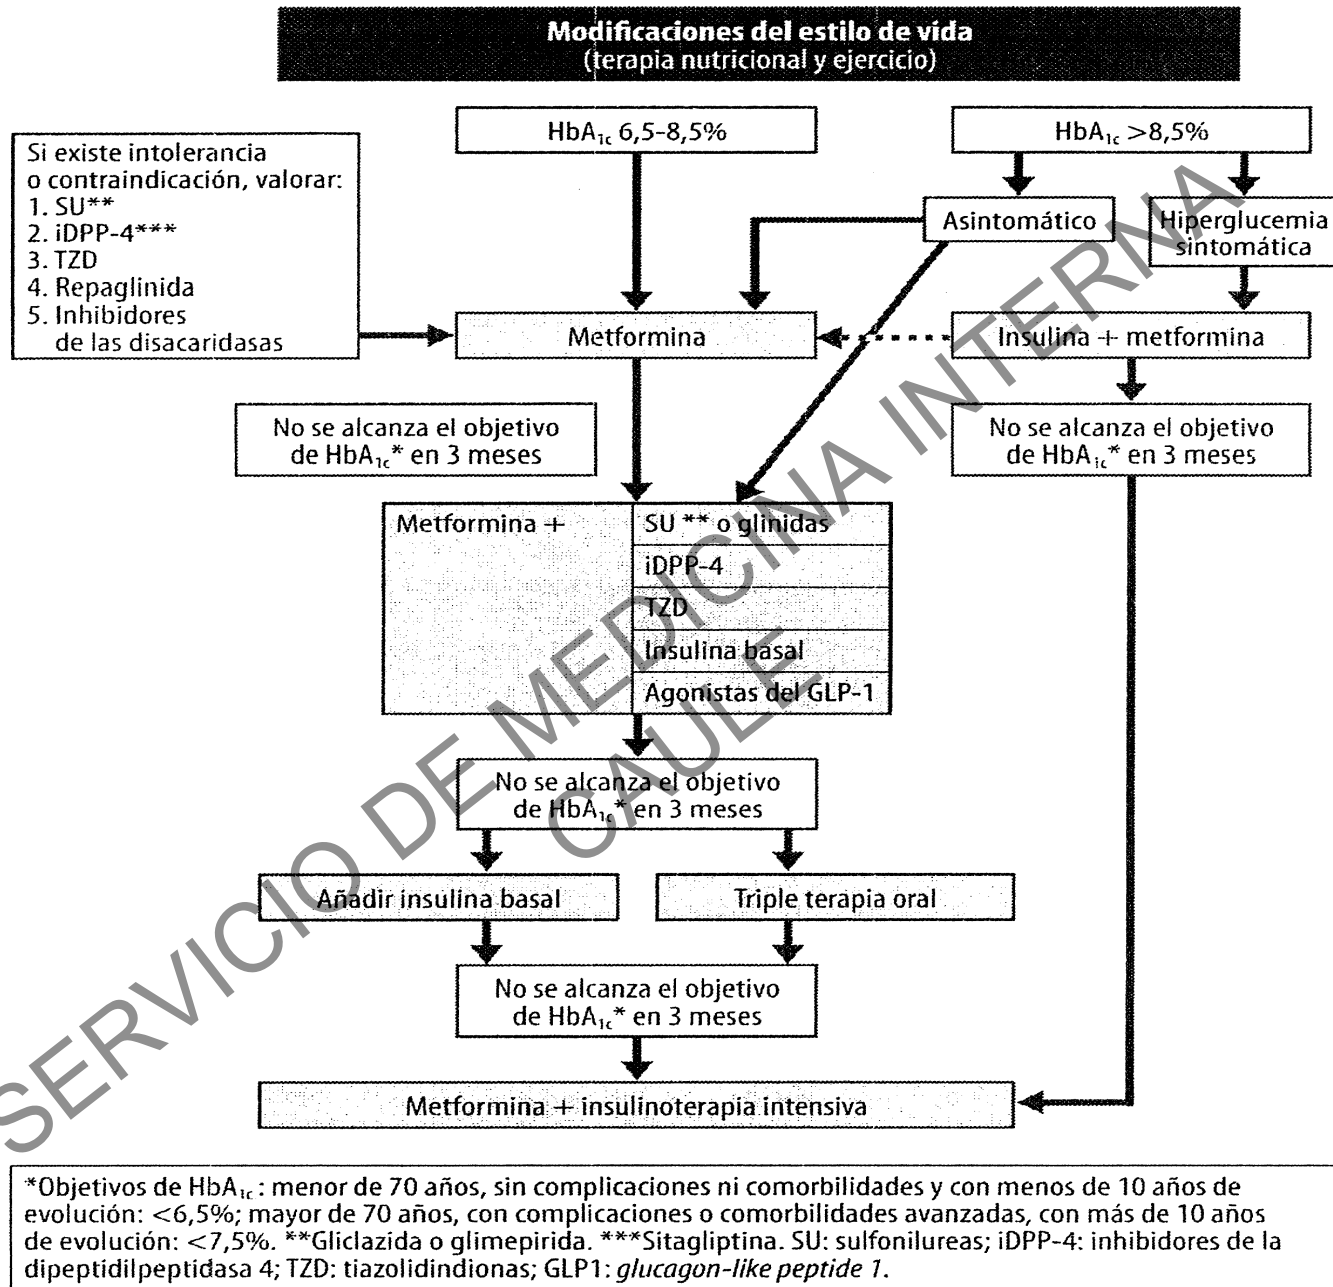 Modificaciones del estilo de vida
(terapia nutricional y ejercicio)
HbA1c 6,5-8,5%
HbA1c >8,5%
Si existe intolerancia
o contraindicación, valorar:
1. SU**
2. iDPP-4***
3. TZD
4. Repaglinida
5. Inhibidores
de las disacaridasas
Asintomático
Hiperglucemia
sintomática
Metformina
Insulina + metformina
No se alcanza el objetivo
de HbA1c* en 3 meses
No se alcanza el objetivo
de HbA1c* en 3 meses
Metformina +
SU ** o glinidas
iDPP-4
TZD
Insulina basal
Agonistas del GLP-1
No se alcanza el objetivo
de HbA1c* en 3 meses
Añadir insulina basal
Triple terapia oral
No se alcanza el objetivo
de HbA1c* en 3 meses
Metformina + insulinoterapia intensiva
*Objetivos de HbA1c: menor de 70 años, sin complicaciones ni comorbilidades y con menos de 10 años de
evolución: <6,5%; mayor de 70 años, con complicaciones o comorbilidades avanzadas, con más de 10 años
de evolución: <7,5%. **Gliclazida o glimepirida. ***Sitagliptina. SU: sulfonilureas; iDPP-4: inhibidores de la
dipeptidilpeptidasa 4; TZD: tiazolidindionas; GLP1: glucagon-like peptide 1.
SERVICIO DE MEDICINA INTERNA
CAULE